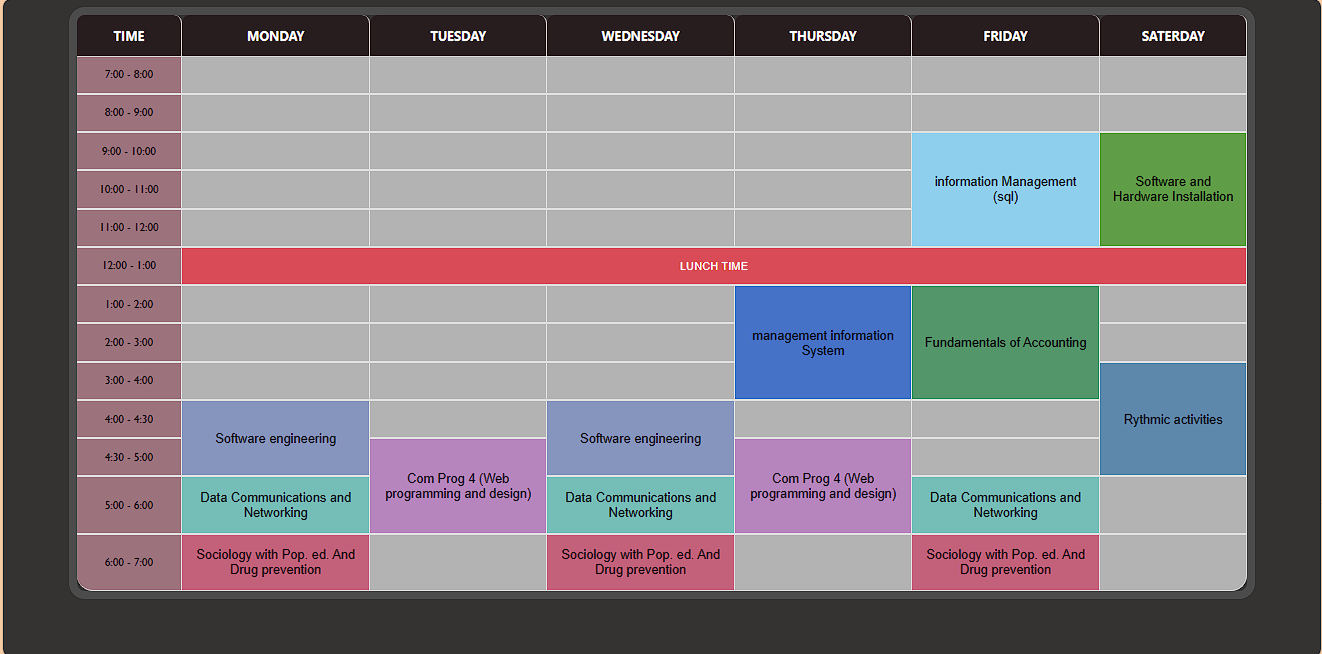 TIME MONDAY TUESDAY WEDNESDAY THURSDAY FRIDAY SATERDAY
7:00 - 8:00
8:00 - 9:00
9:00 - 10:00
10:00 - 11:00
11:00 - 12:00
information Management
(sql)
Software and
Hardware Installation
12:00 - 1:00
LUNCH TIME
1:00 - 2:00
2:00 - 3:00
3:00 - 4:00
management information
System
Fundamentals of Accounting
Rythmic activities
4:00 - 4:30
4:30 - 5:00
Software engineering
Com Prog 4 (Web
programming and design)
Software engineering
Com Prog 4 (Web
programming and design)
5:00 - 6:00
Data Communications and
Networking
Data Communications and
Networking
Data Communications and
Networking
6:00 - 7:00
Sociology with Pop. ed. And
Drug prevention
Sociology with Pop. ed. And
Drug prevention
Sociology with Pop. ed. And
Drug prevention